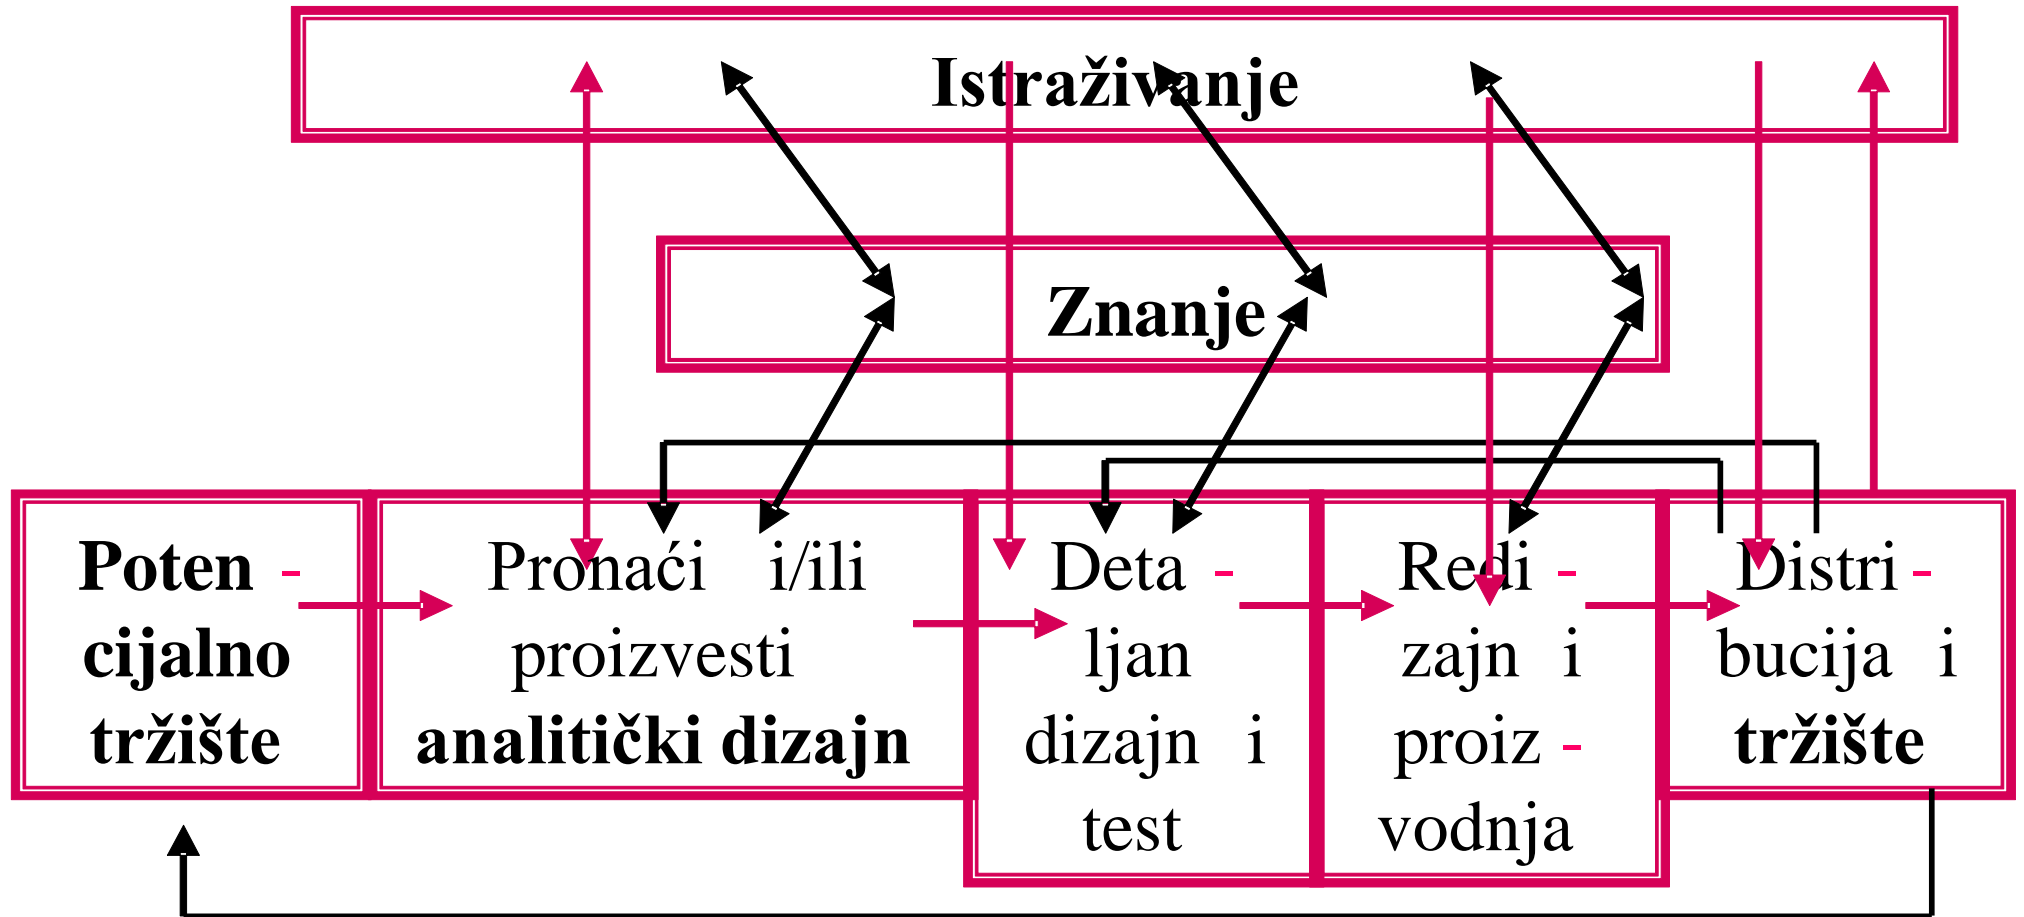 Istraživanje
Znanje
Poten -
cijalno
tržište
Pronaći i/ili
proizvesti
analitički dizajn
Deta -
ljan
dizajn i
test
Redi -
zajn i
proiz -
vodnja
Distri -
bucija i
tržište